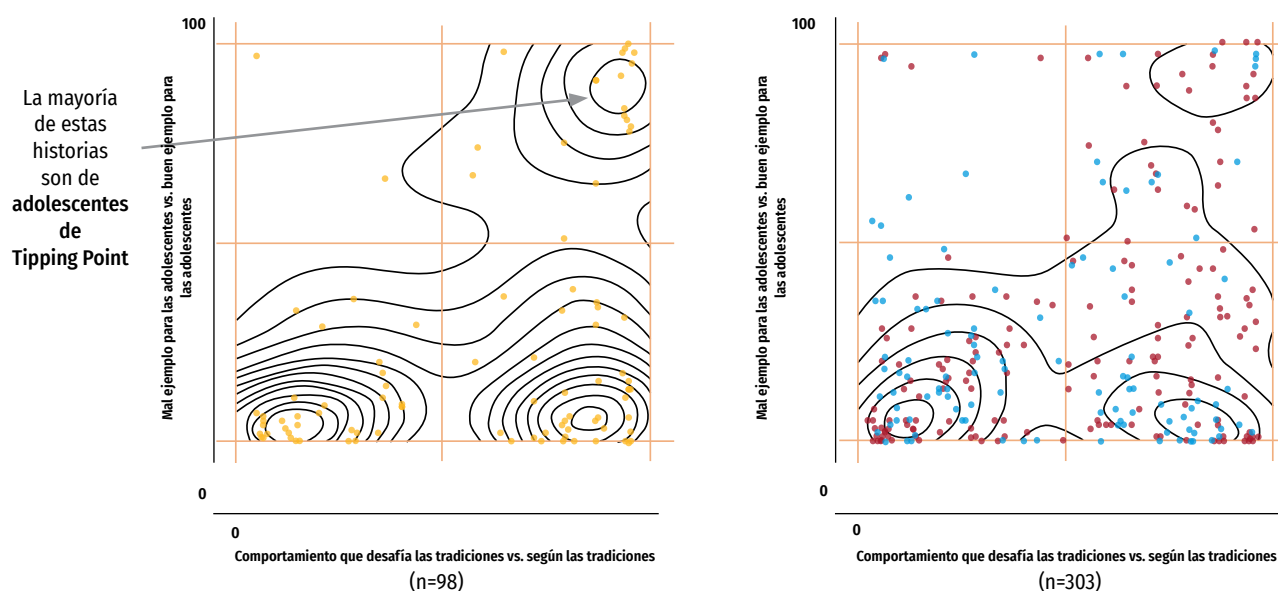 100
La mayoría
de estas
historias
son de
adolescentes
de
Tipping Point
Mal ejemplo para las adolescentes vs. buen ejemplo para
las adolescentes
0
0
Comportamiento que desafía las tradiciones vs. según las tradiciones
(n=98)
100
Mal ejemplo para las adolescentes vs. buen ejemplo para
las adolescentes
0
0
Comportamiento que desafía las tradiciones vs. según las tradiciones
(n=303)